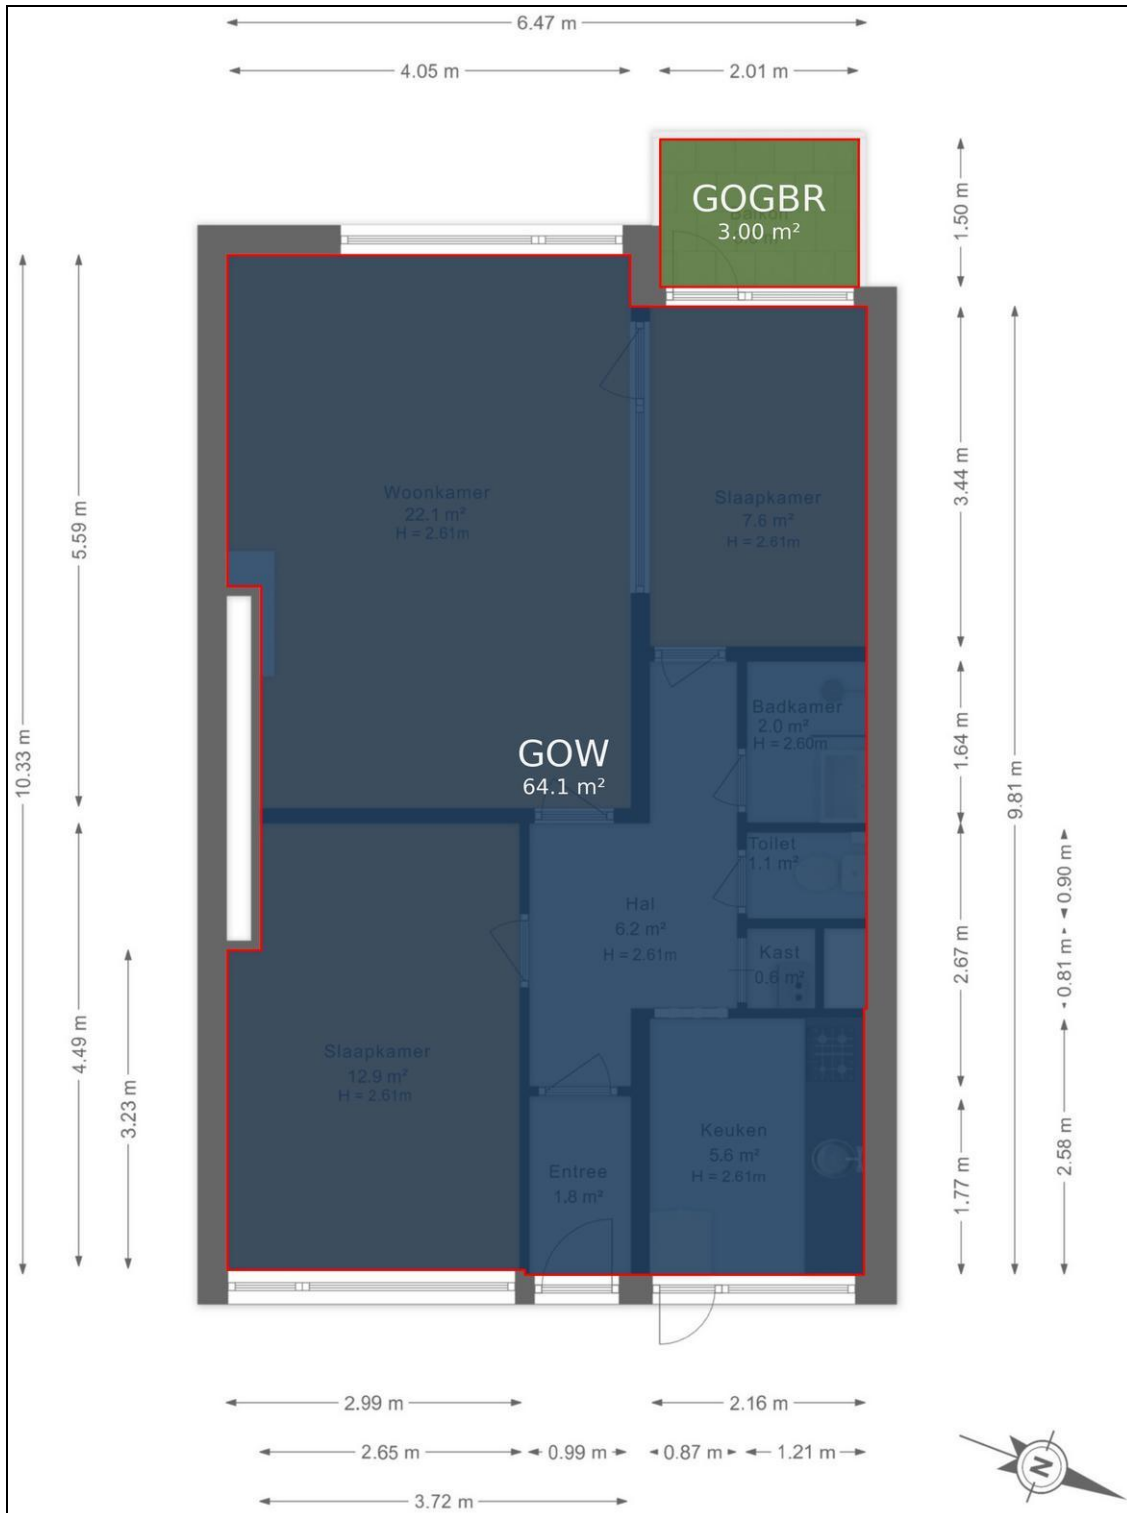 6.47 m
4.05 m
2.01 m
GOGBR
Balkon
3.00 m²
1.50 m
10.33 m
5.59 m
3.44 m
9.81 m
Woonkamer
22.1 m²
H = 2.61m
Slaapkamer
7.6 m²
H = 2.61m
GOW
64.1 m²
Badkamer
2.0 m²
H = 2.60m
1.64 m
Toilet
1.1 m²
0.90 m
Hal
6.2 m²
H = 2.61m
Kast
0.6 m²
2.67 m
0.81 m
4.49 m
3.23 m
Slaapkamer
12.9 m²
H = 2.61m
Keuken
5.6 m²
H = 2.61m
Entree
1.8 m²
1.77 m
2.58 m
2.99 m
2.16 m
2.65 m
0.99 m
0.87 m
1.21 m
3.72 m
N